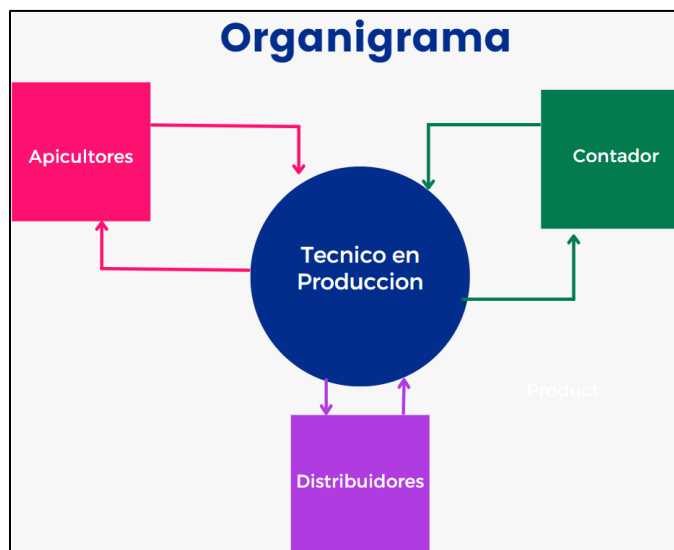 Organigrama
Apicultores
Contador
Tecnico en
Produccion
Product
Distribuidores